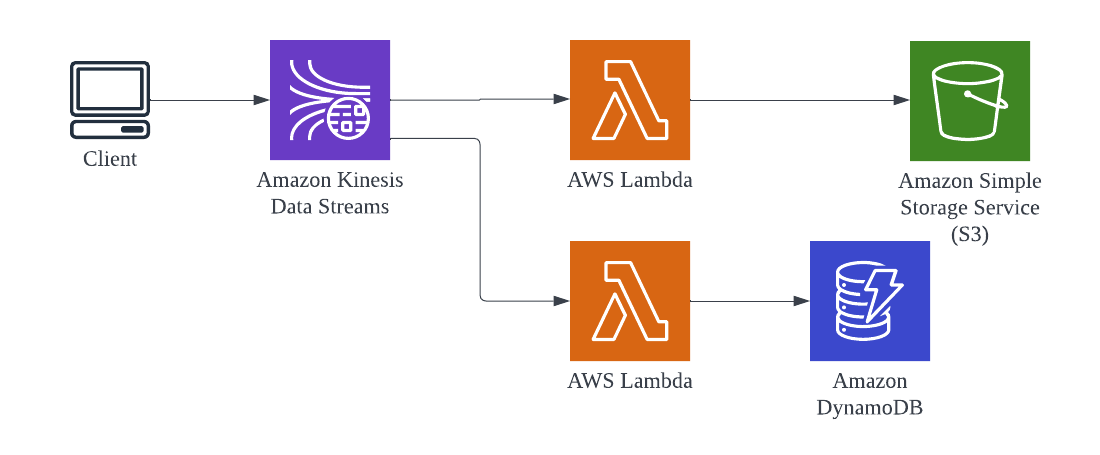 Client
Amazon Kinesis
Data Streams
AWS Lambda
Amazon Simple
Storage Service
(S3)
AWS Lambda
Amazon
DynamoDB